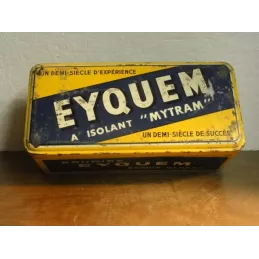 UN DEMI-SIÈCLE D'EXPÉRIENCE
EYQUEM
A ISOLANT "MYTRAM"
UN DEMI-SIÈCLE DE SUCCÈS
EYQUEM